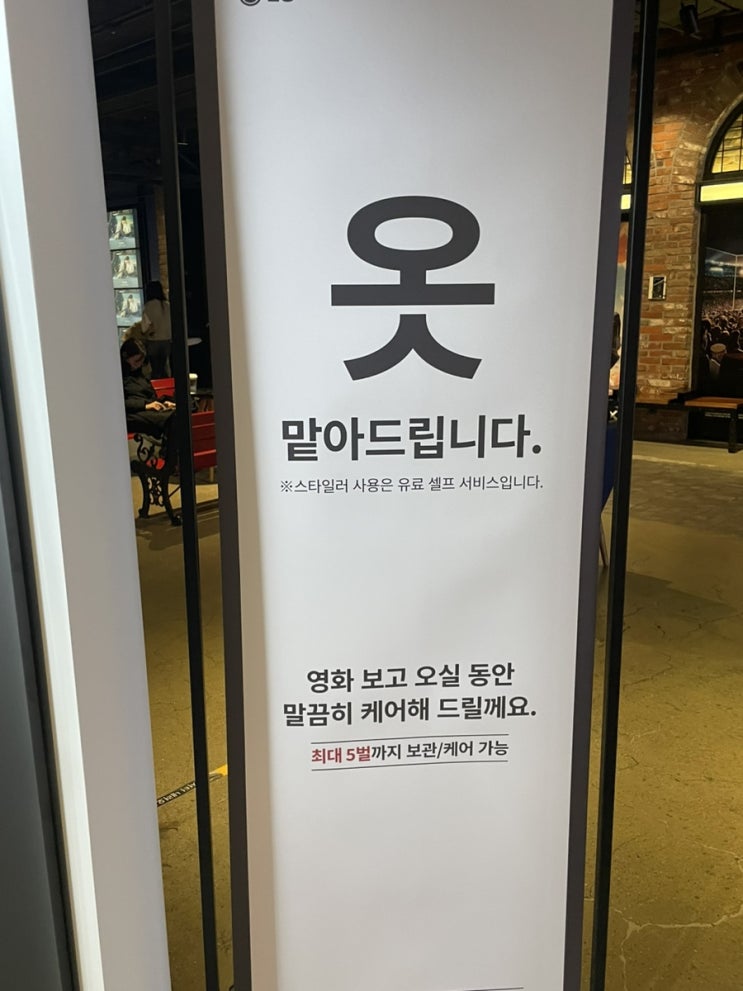 옷
맡아드립니다.
※스타일러 사용은 유료 셀프 서비스입니다.
영화 보고 오실 동안
말끔히 케어해 드릴께요.
최대 5벌까지 보관/케어 가능